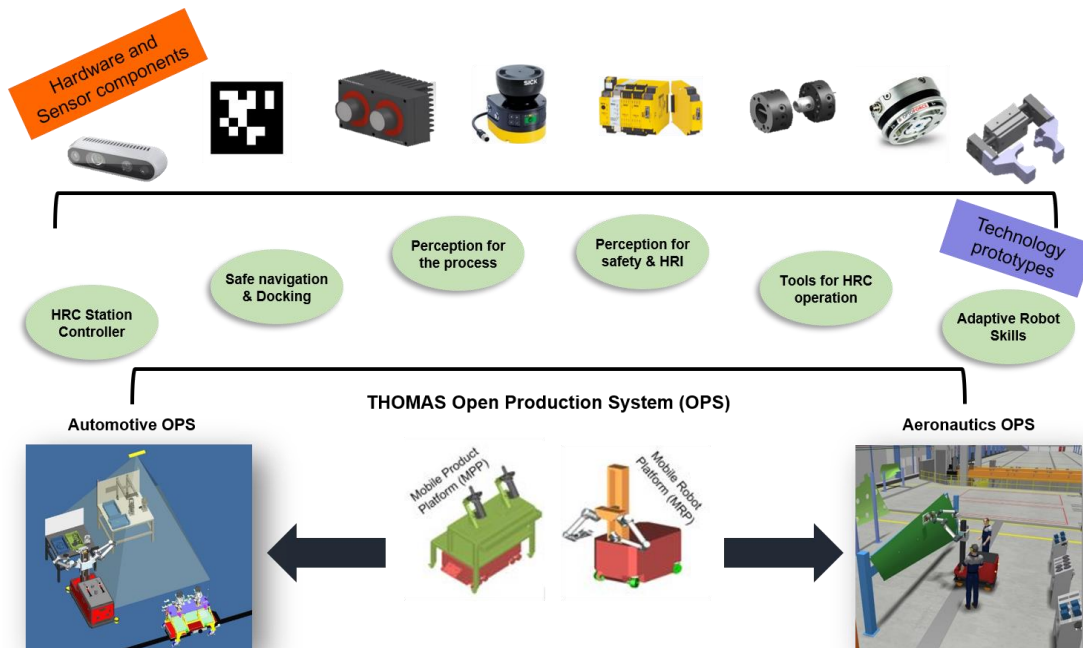 Hardware and
Sensor components
SICK
Technology
prototypes
Perception for
the process
Perception for
safety & HRI
Safe navigation
& Docking
Tools for HRC
operation
HRC Station
Controller
Adaptive Robot
Skills
THOMAS Open Production System (OPS)
Automotive OPS
Aeronautics OPS
Mobile Product
Platform (MPP)
Mobile Robot
Platform (MRP)